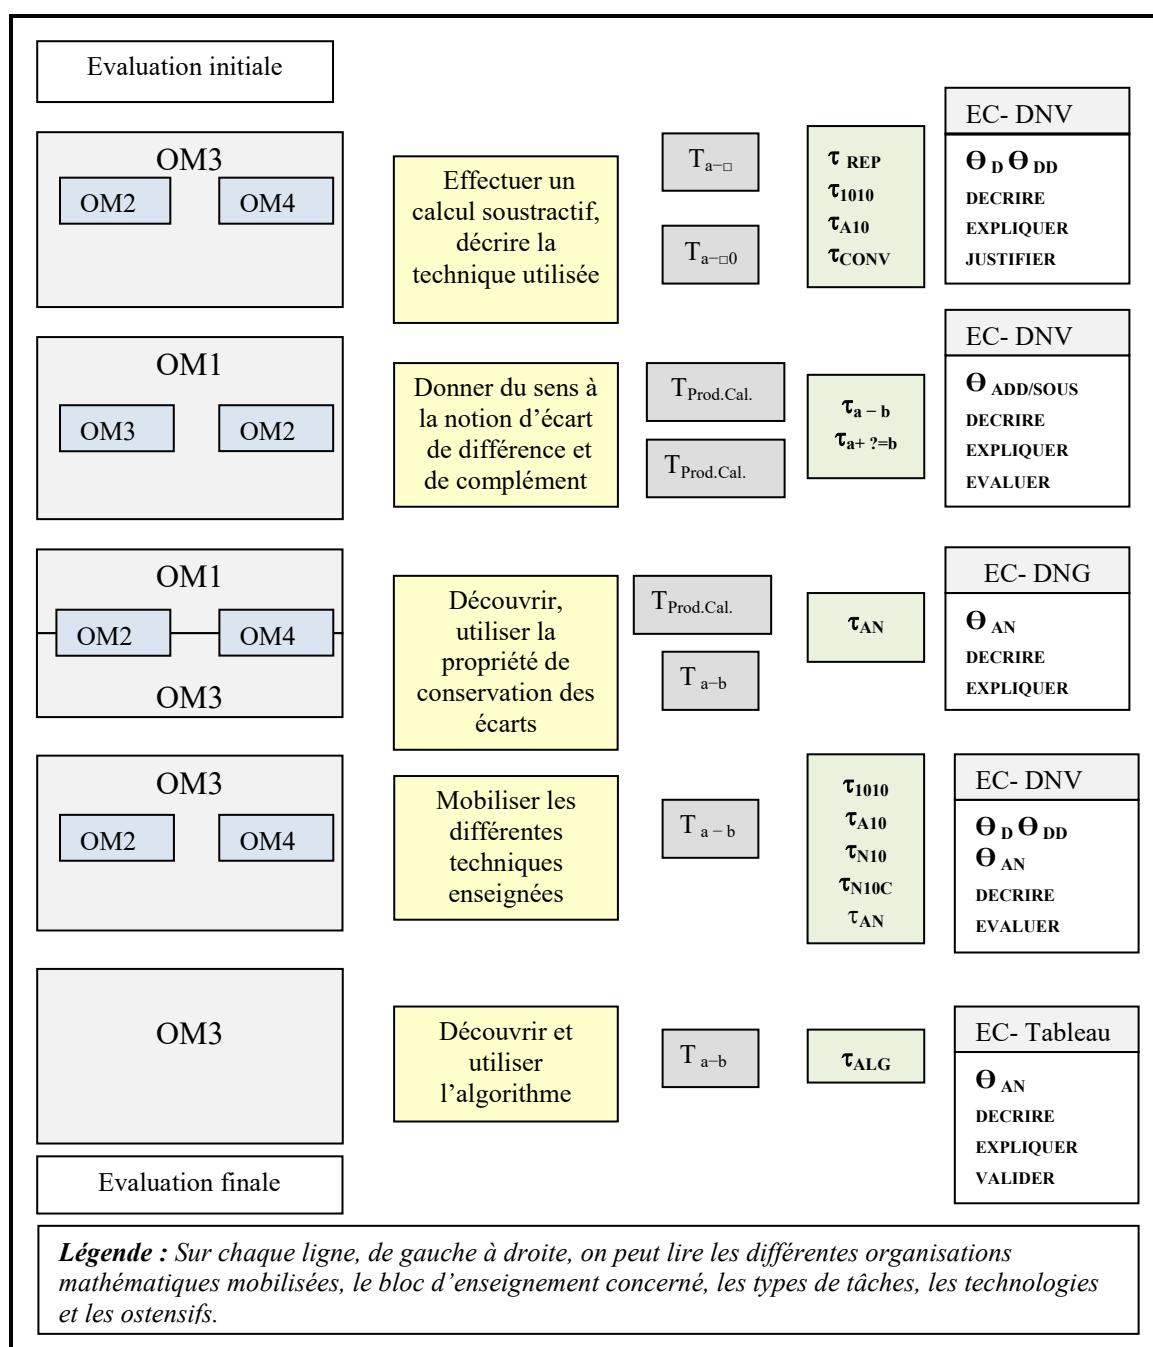 Evaluation initiale
OM3
OM2
OM4
Effectuer un
calcul soustractif,
décrire la
technique utilisée
T a−□
T a−□0
τ REP
τ1010
τA10
τCONV
EC- DNV
Ө D Ө DD
DECRIRE
EXPLIQUER
JUSTIFIER
OM1
OM3
OM2
Donner du sens à
la notion d’écart
de différence et
de complément
TProd.Cal.
TProd.Cal.
τa – b
τa+ ?=b
EC- DNV
Ө ADD/SOUS
DECRIRE
EXPLIQUER
EVALUER
OM1
OM2
OM4
OM3
Découvrir,
utiliser la
propriété de
conservation des
écarts
TProd.Cal.
T a−b
τAN
EC- DNG
Ө AN
DECRIRE
EXPLIQUER
OM3
OM2
OM4
Mobiliser les
différentes
techniques
enseignées
T a – b
τ1010
τA10
τN10
τN10C
τAN
EC- DNV
Ө D Ө DD
Ө AN
DECRIRE
EVALUER
OM3
Découvrir et
utiliser
l’algorithme
T a−b
τALG
EC- Tableau
Ө AN
DECRIRE
EXPLIQUER
VALIDER
Evaluation finale
Légende : Sur chaque ligne, de gauche à droite, on peut lire les différentes organisations
mathématiques mobilisées, le bloc d’enseignement concerné, les types de tâches, les technologies
et les ostensifs.